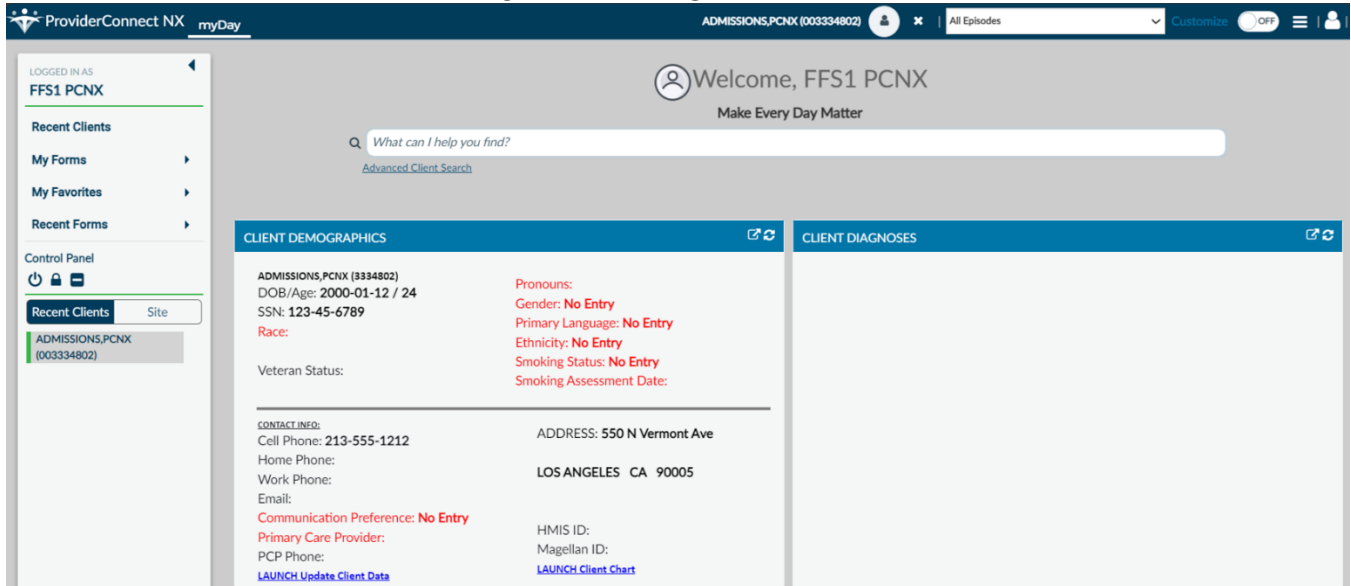 ProviderConnect NX myDay ADMISSIONS,PCNX (003334802) All Episodes Customize OFF
LOGGED IN AS
FFS1 PCNX
Recent Clients
My Forms
My Favorites
Recent Forms
Control Panel
Recent Clients Site
ADMISSIONS,PCNX
(003334802)
Welcome, FFS1 PCNX
Make Every Day Matter
What can I help you find?
Advanced Client Search
CLIENT DEMOGRAPHICS
ADMISSIONS,PCNX (3334802)
DOB/Age: 2000-01-12 / 24
SSN: 123-45-6789
Race:
Veteran Status:
Pronouns:
Gender: No Entry
Primary Language: No Entry
Ethnicity: No Entry
Smoking Status: No Entry
Smoking Assessment Date:
CONTACT INFO:
Cell Phone: 213-555-1212
Home Phone:
Work Phone:
Email:
Communication Preference: No Entry
Primary Care Provider:
PCP Phone:
LAUNCH Update Client Data
ADDRESS: 550 N Vermont Ave
LOS ANGELES CA 90005
HMIS ID:
Magellan ID:
LAUNCH Client Chart
CLIENT DIAGNOSES